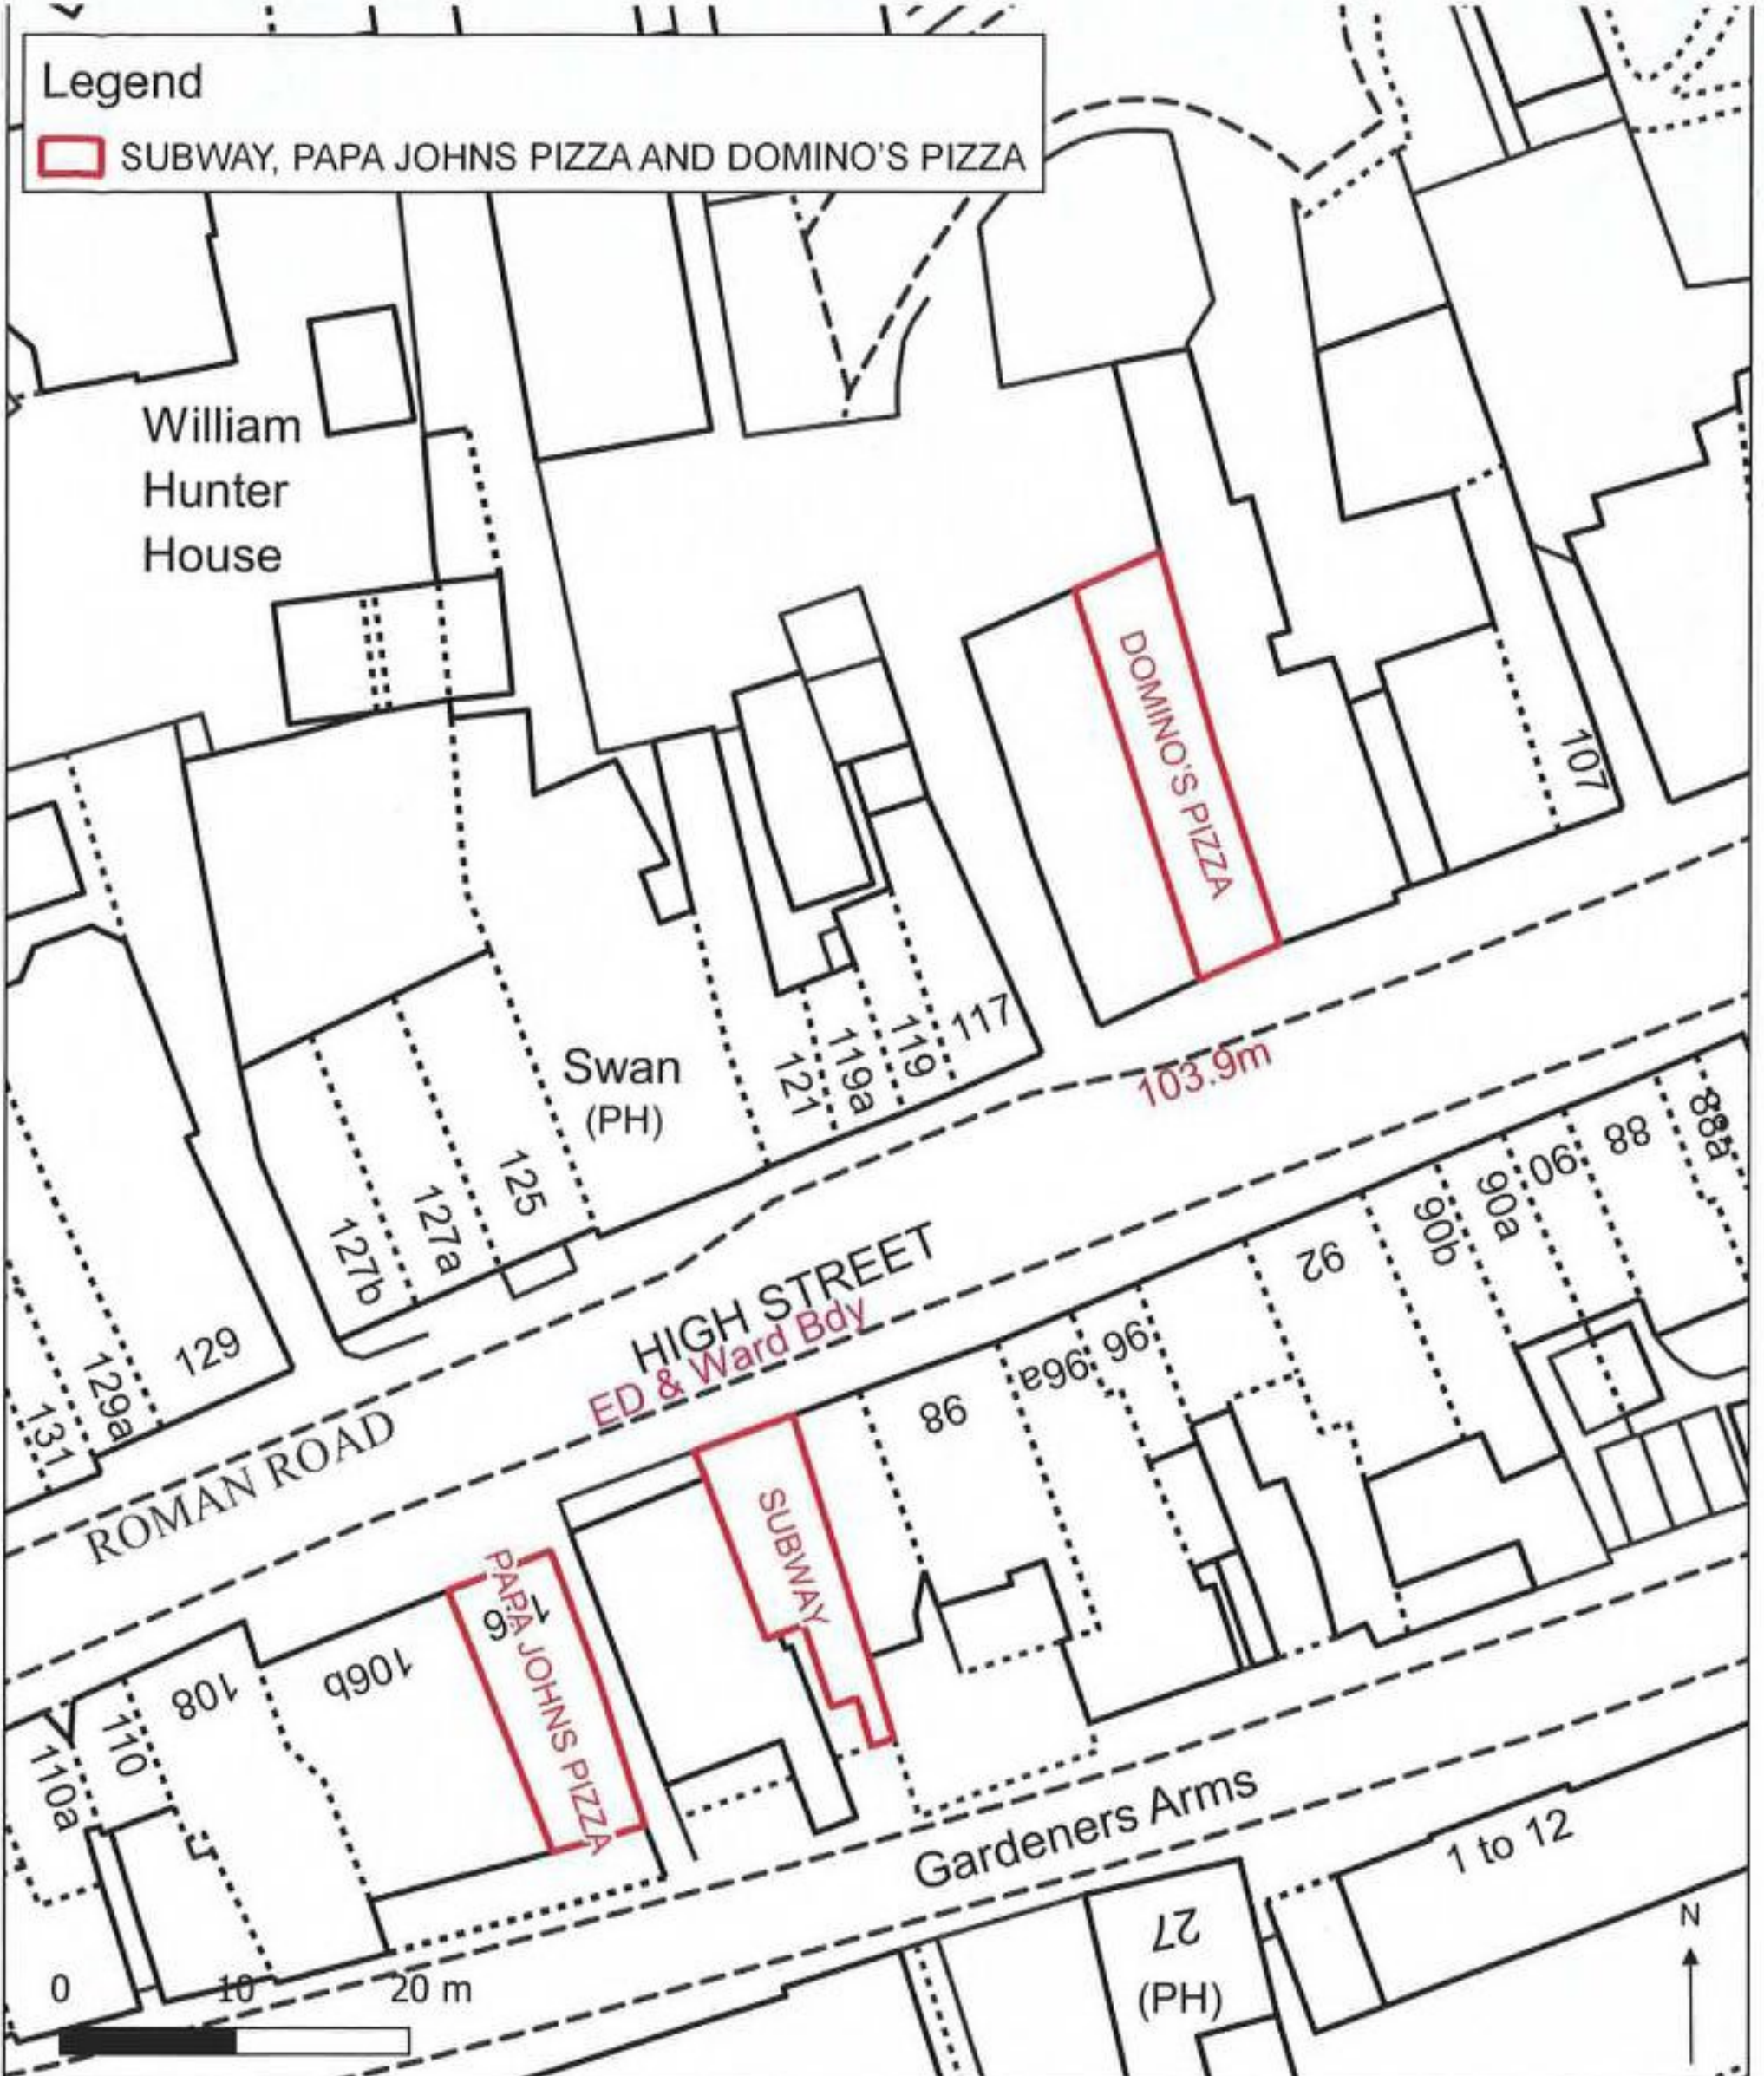 Legend
SUBWAY, PAPA JOHNS PIZZA AND DOMINO'S PIZZA
William
Hunter
House
DOMINO'S PIZZA
107
117
119
119a
121
Swan
(PH)
125
127a
127b
129
129a
131
103.9m
HIGH STREET
ED & Ward Bdy
ROMAN ROAD
88a
88
90
90a
90b
92
96
96a
98
SUBWAY
PAPA JOHNS PIZZA
106b
108
110
110a
Gardeners Arms
1 to 12
27
(PH)
N
0 10 20 m